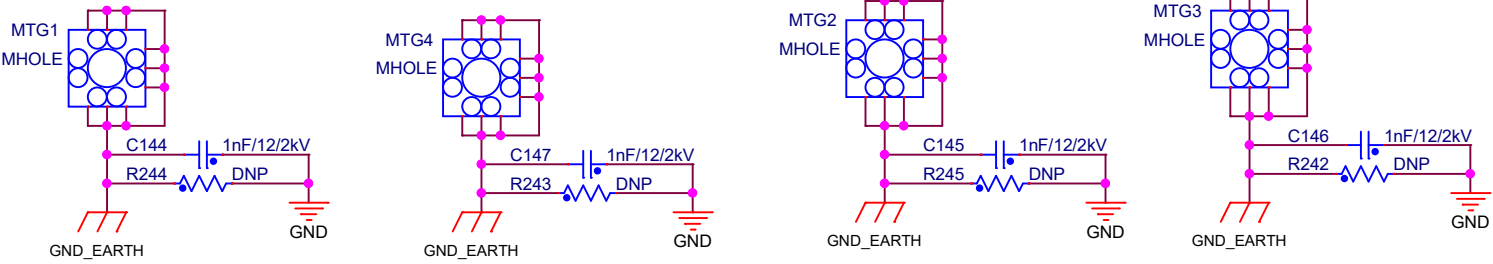 MTG1
MHOLE
C144 1nF/12/2kV
R244 DNP
GND_EARTH
GND
MTG4
MHOLE
C147 1nF/12/2kV
R243 DNP
GND_EARTH
GND
MTG2
MHOLE
C145 1nF/12/2kV
R245 DNP
GND_EARTH
GND
MTG3
MHOLE
C146 1nF/12/2kV
R242 DNP
GND_EARTH
GND